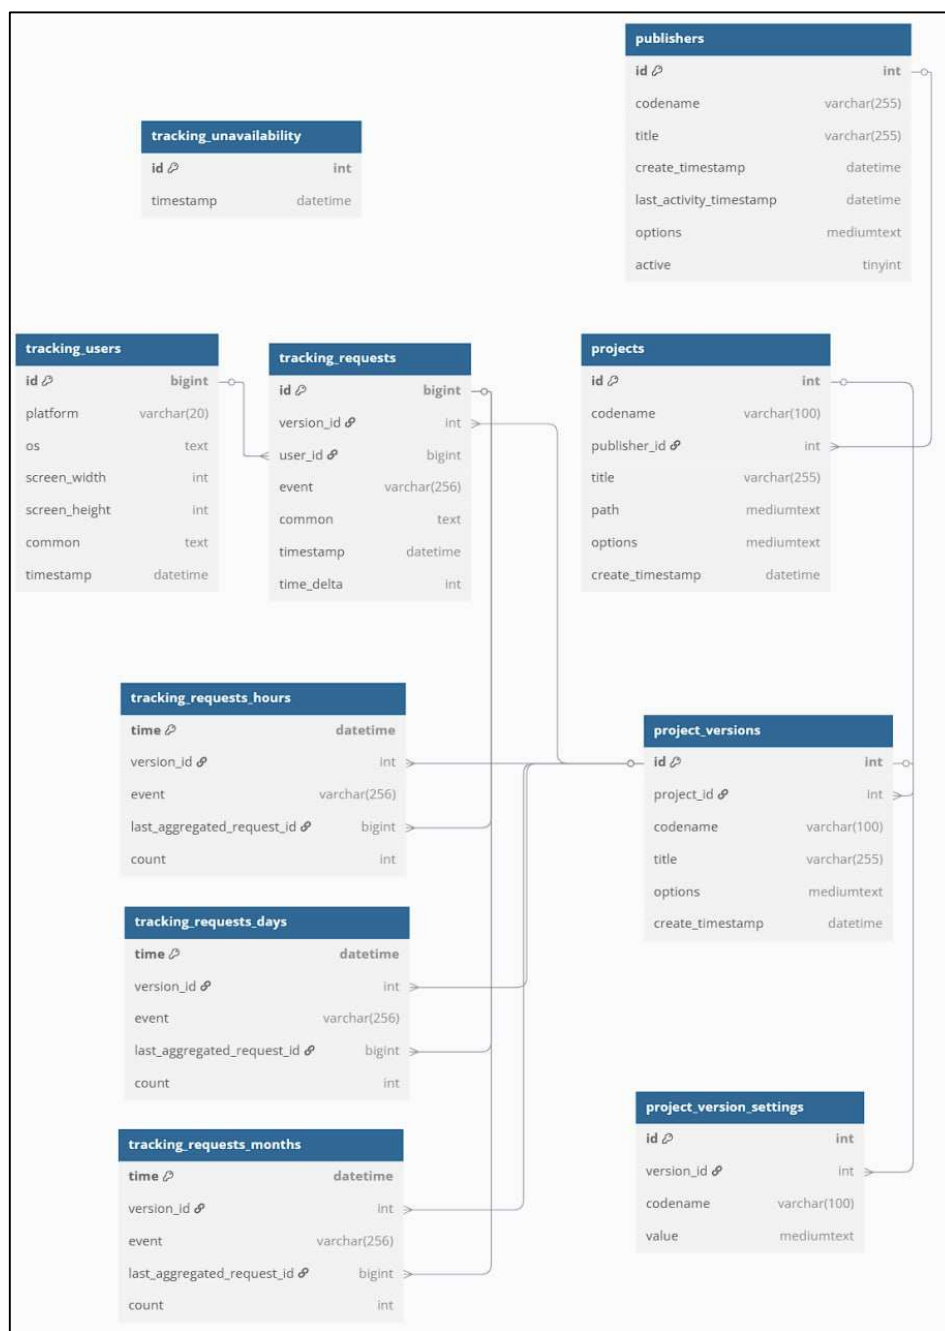 publishers
id int
codename varchar(255)
title varchar(255)
create_timestamp datetime
last_activity_timestamp datetime
options mediumtext
active tinyint
tracking_unavailability
id int
timestamp datetime
tracking_users
id bigint
platform varchar(20)
os text
screen_width int
screen_height int
common text
timestamp datetime
tracking_requests
id bigint
version_id int
user_id bigint
event varchar(256)
common text
timestamp datetime
time_delta int
projects
id int
codename varchar(100)
publisher_id int
title varchar(255)
path mediumtext
options mediumtext
create_timestamp datetime
tracking_requests_hours
time datetime
version_id int
event varchar(256)
last_aggregated_request_id bigint
count int
project_versions
id int
project_id int
codename varchar(100)
title varchar(255)
options mediumtext
create_timestamp datetime
tracking_requests_days
time datetime
version_id int
event varchar(256)
last_aggregated_request_id bigint
count int
project_version_settings
id int
version_id int
codename varchar(100)
value mediumtext
tracking_requests_months
time datetime
version_id int
event varchar(256)
last_aggregated_request_id bigint
count int